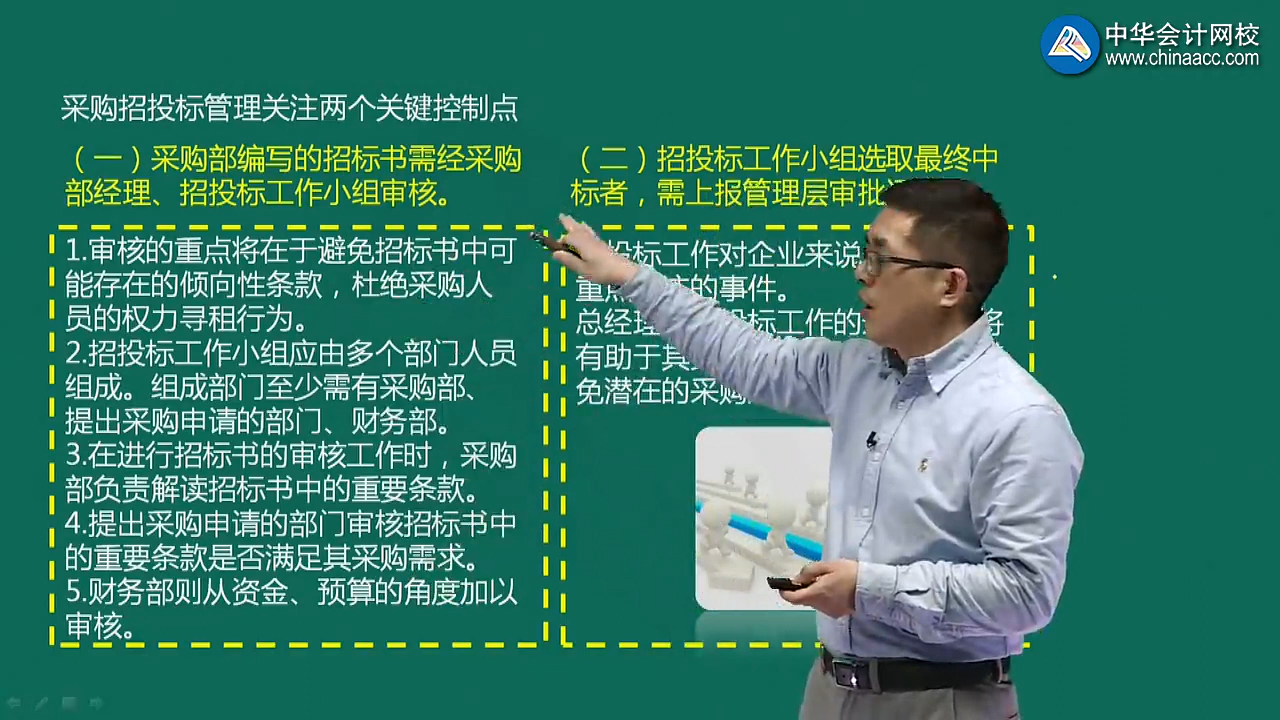 中华会计网校
www.chinaacc.com
采购招投标管理关注两个关键控制点
（一）采购部编写的招标书需经采购
部经理、招投标工作小组审核。
1.审核的重点将在于避免招标书中可
能存在的倾向性条款，杜绝采购人
员的权力寻租行为。
2.招投标工作小组应由多个部门人员
组成。组成部门至少需有采购部、
提出采购申请的部门、财务部。
3.在进行招标书的审核工作时，采购
部负责解读招标书中的重要条款。
4.提出采购申请的部门审核招标书中
的重要条款是否满足其采购需求。
5.财务部则从资金、预算的角度加以
审核。
（二）招投标工作小组选取最终中
标者，需上报管理层审批
投标工作对企业来说
重点 的事件。
总经理 投标工作的 将
有助于其
免潜在的采购